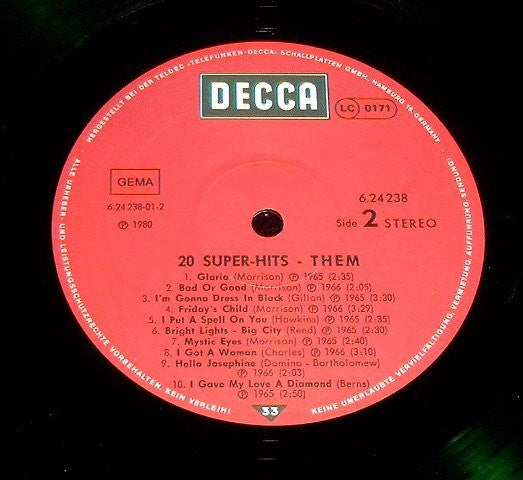 HERGESTELLT BEI DER TELDEC »TELEFUNKEN-DECCA« SCHALLPLATTEN GMBH, HAMBURG·16·GERMANY
DECCA
LC 0171
GEMA
6.24 238-01-2
Ⓟ 1980
6.24 238
Side 2 STEREO
20 SUPER-HITS - THEM
1. Gloria (Morrison) Ⓟ 1965 (2:35)
2. Bad Or Good (Morrison) Ⓟ 1966 (2:05)
3. I'm Gonna Dress In Black (Gillon) Ⓟ 1965 (3:30)
4. Friday's Child (Morrison) Ⓟ 1966 (3:27)
5. I Put A Spell On You (Hawkins) Ⓟ 1965 (2:35)
6. Bright Lights - Big City (Reed) Ⓟ 1965 (2:30)
7. Mystic Eyes (Morrison) Ⓟ 1965 (2:40)
8. I Got A Woman (Charles) Ⓟ 1966 (3:10)
9. Hello Josephine (Domino - Bartholomew)
Ⓟ 1966 (2:03)
10. I Gave My Love A Diamond (Berns)
Ⓟ 1965 (2:50)
33
ALLE URHEBER- UND LEISTUNGSSCHUTZRECHTE VORBEHALTEN. KEIN VERLEIH!
KEINE UNERLAUBTE VERVIELFÄLTIGUNG, VERMIETUNG, AUFFÜHRUNG SENDUNG!